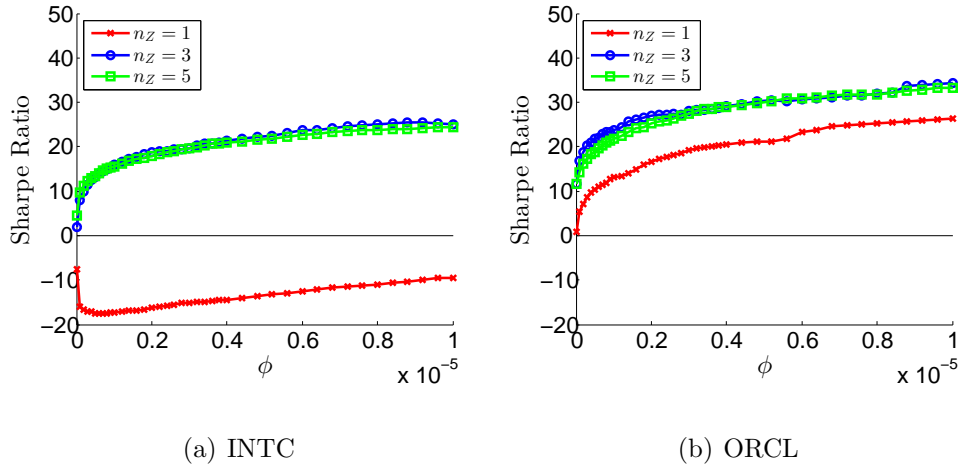 50
40
30
20
10
0
−10
−20
0
0.2
0.4
0.6
0.8
1
x 10⁻⁵
ϕ
Sharpe Ratio
n_Z = 1
n_Z = 3
n_Z = 5
(a) INTC
50
40
30
20
10
0
−10
−20
0
0.2
0.4
0.6
0.8
1
x 10⁻⁵
ϕ
Sharpe Ratio
n_Z = 1
n_Z = 3
n_Z = 5
(b) ORCL